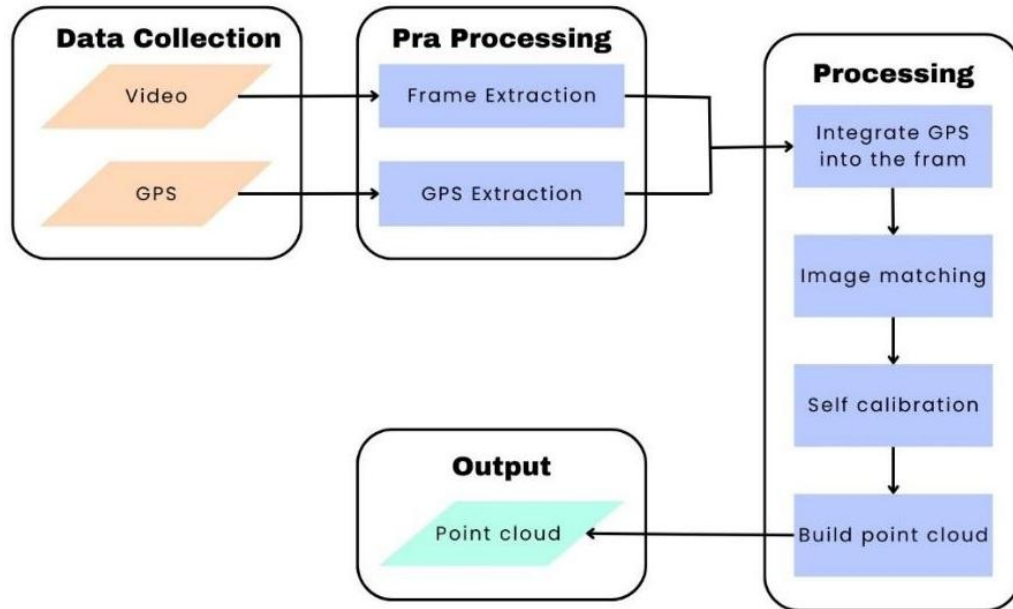 Data Collection
Video
GPS
Pra Processing
Frame Extraction
GPS Extraction
Processing
Integrate GPS
into the fram
Image matching
Self calibration
Build point cloud
Output
Point cloud